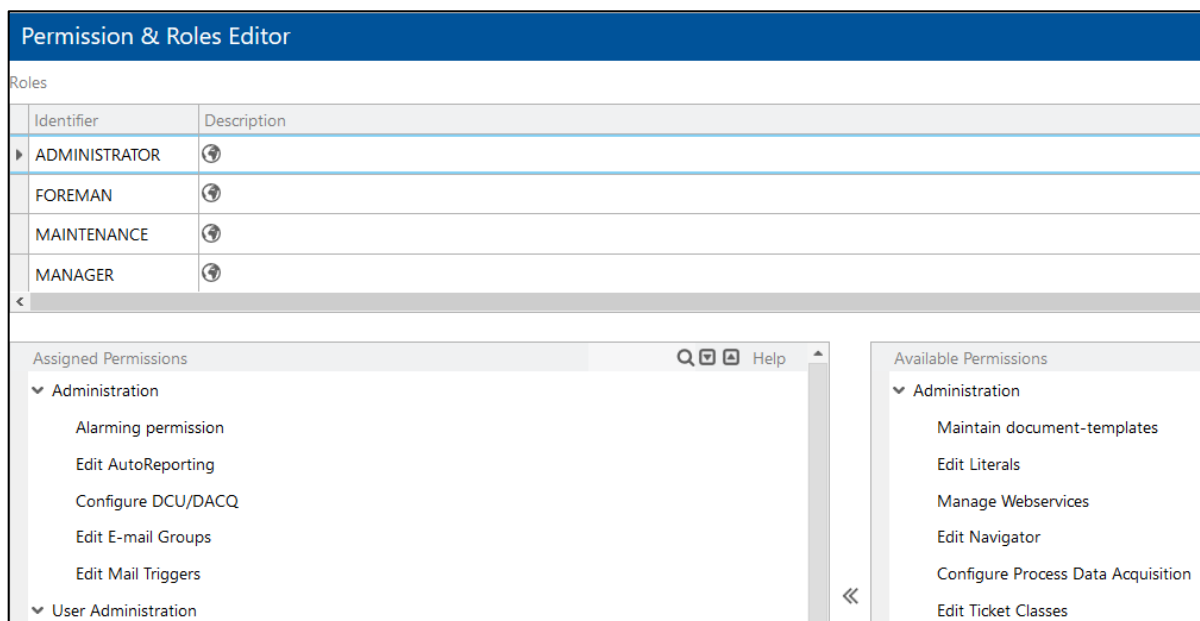 Permission & Roles Editor
Roles
Identifier Description
ADMINISTRATOR
FOREMAN
MAINTENANCE
MANAGER
Assigned Permissions Help
Administration
Alarming permission
Edit AutoReporting
Configure DCU/DACQ
Edit E-mail Groups
Edit Mail Triggers
User Administration
Available Permissions
Administration
Maintain document-templates
Edit Literals
Manage Webservices
Edit Navigator
Configure Process Data Acquisition
Edit Ticket Classes